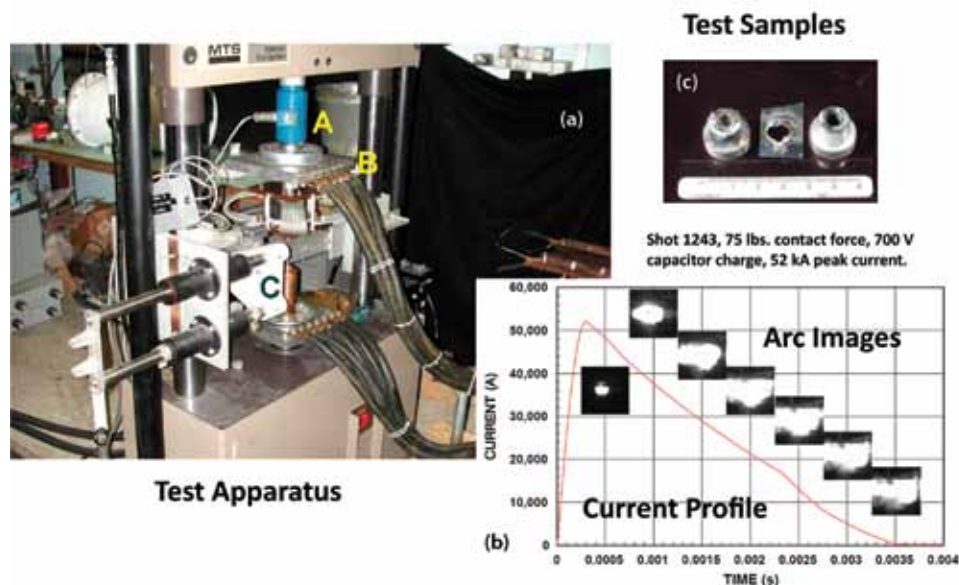 Test Samples
MTS
(a)
A
B
C
(c)
Shot 1243, 75 lbs. contact force, 700 V
capacitor charge, 52 kA peak current.
Test Apparatus
(b)
60,000
50,000
40,000
30,000
20,000
10,000
0
CURRENT (A)
Arc Images
Current Profile
0 0.0005 0.001 0.0015 0.002 0.0025 0.003 0.0035 0.004
TIME (s)